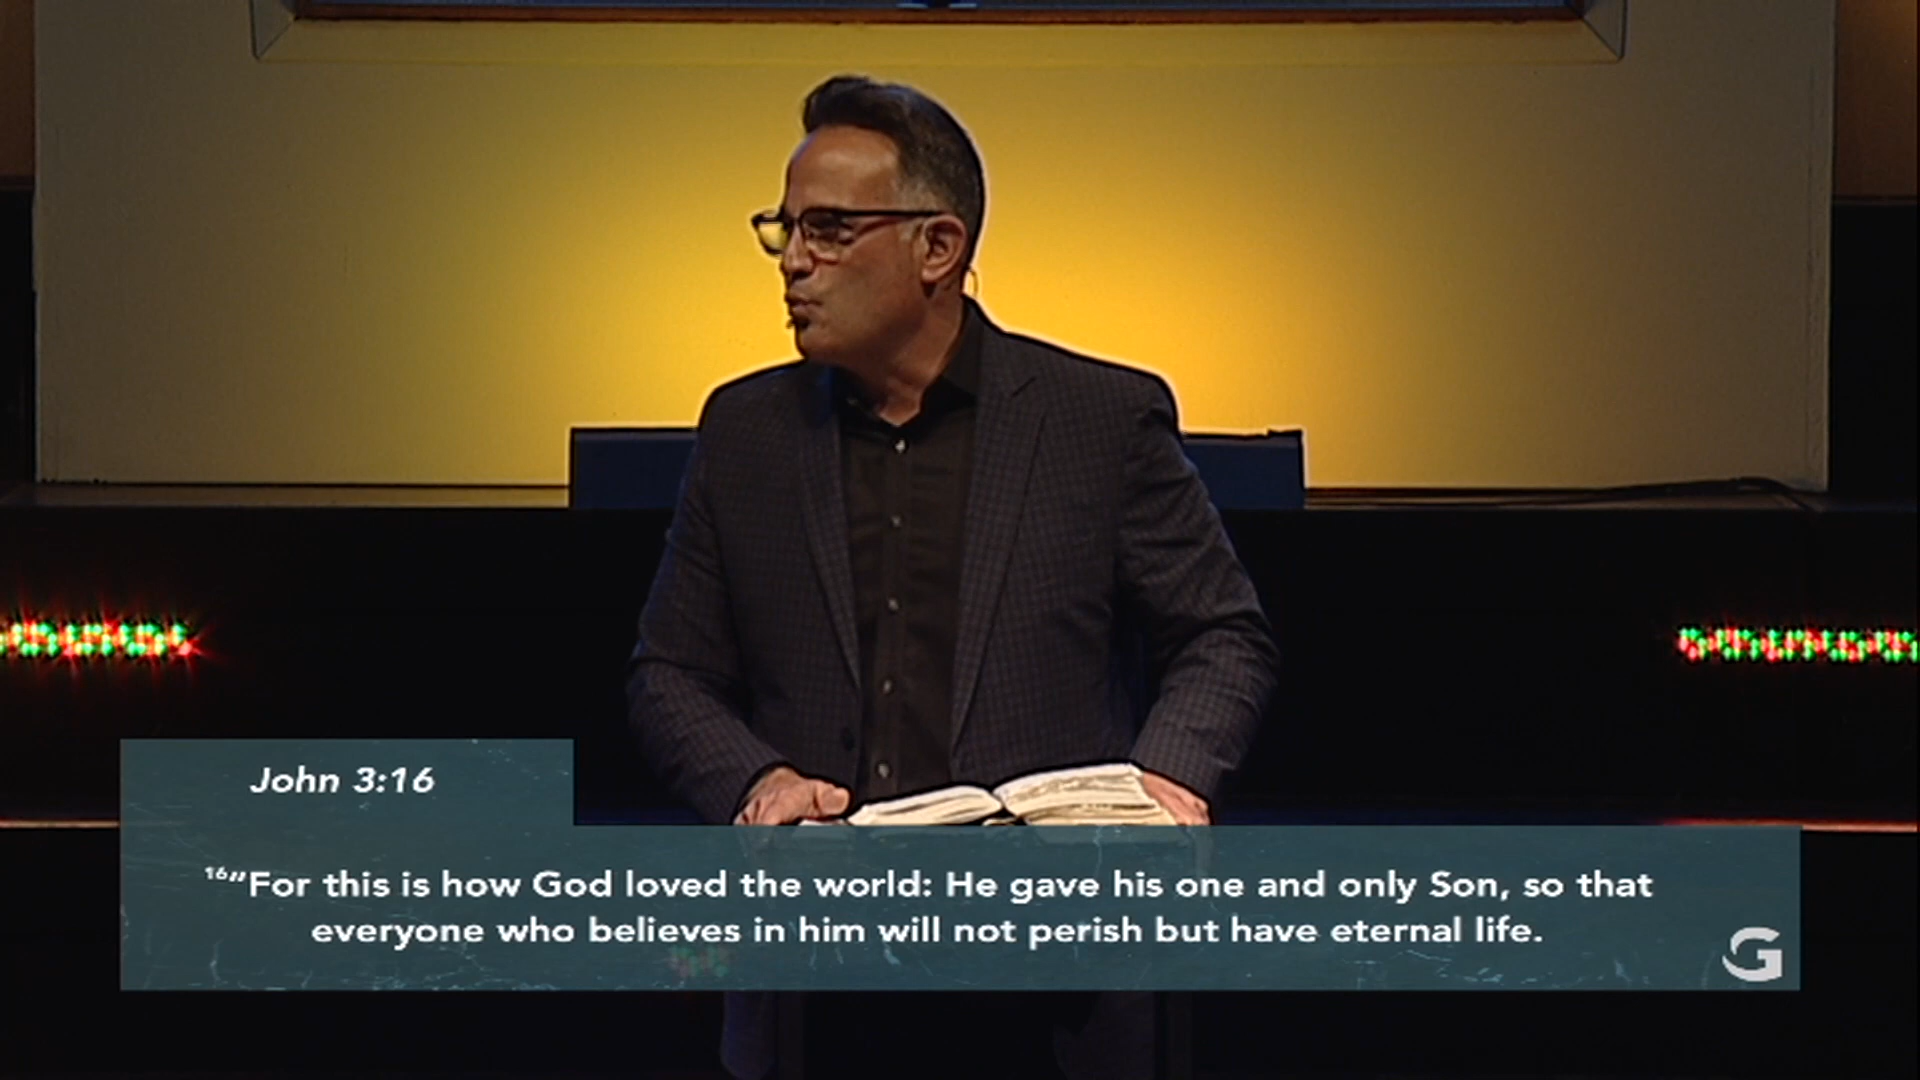 John 3:16
¹⁶“For this is how God loved the world: He gave his one and only Son, so that
everyone who believes in him will not perish but have eternal life.
G